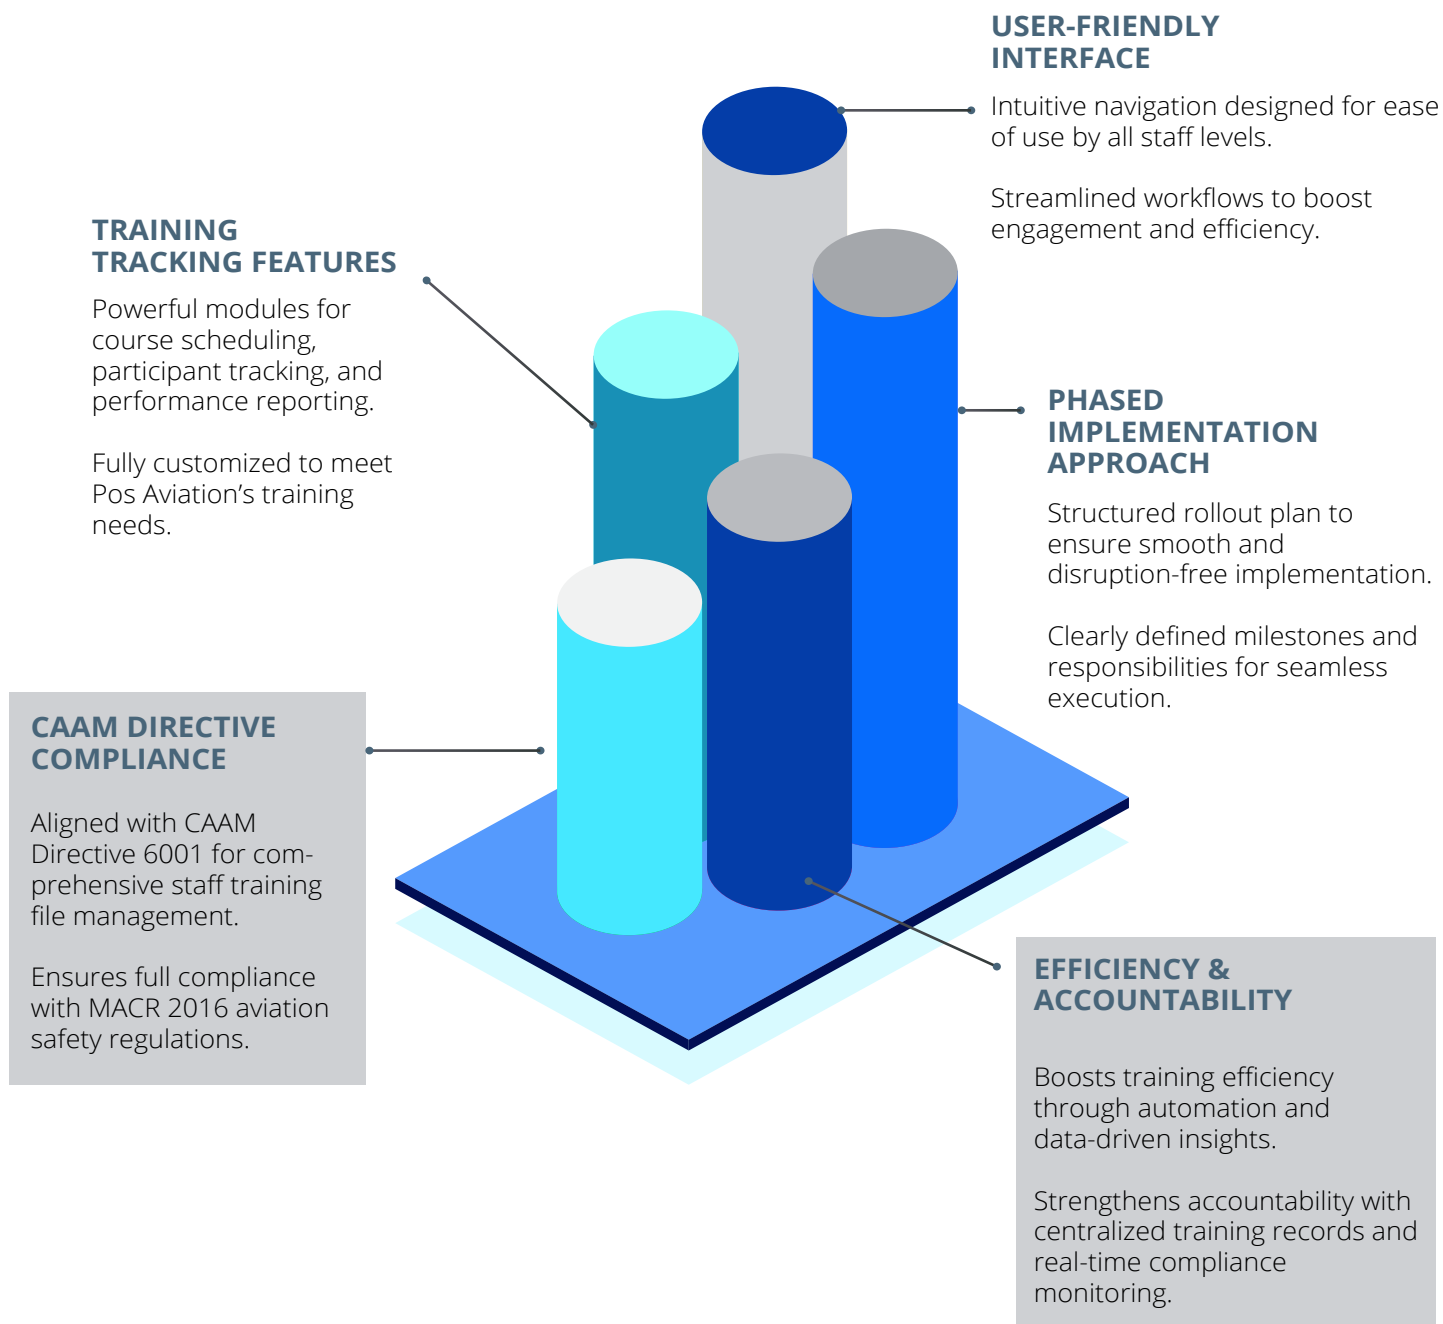 USER-FRIENDLY
INTERFACE
Intuitive navigation designed for ease
of use by all staff levels.
Streamlined workflows to boost
engagement and efficiency.
TRAINING
TRACKING FEATURES
Powerful modules for
course scheduling,
participant tracking, and
performance reporting.
Fully customized to meet
Pos Aviation’s training
needs.
PHASED
IMPLEMENTATION
APPROACH
Structured rollout plan to
ensure smooth and
disruption-free implementation.
Clearly defined milestones and
responsibilities for seamless
execution.
CAAM DIRECTIVE
COMPLIANCE
Aligned with CAAM
Directive 6001 for com-
prehensive staff training
file management.
Ensures full compliance
with MACR 2016 aviation
safety regulations.
EFFICIENCY &
ACCOUNTABILITY
Boosts training efficiency
through automation and
data-driven insights.
Strengthens accountability with
centralized training records and
real-time compliance
monitoring.